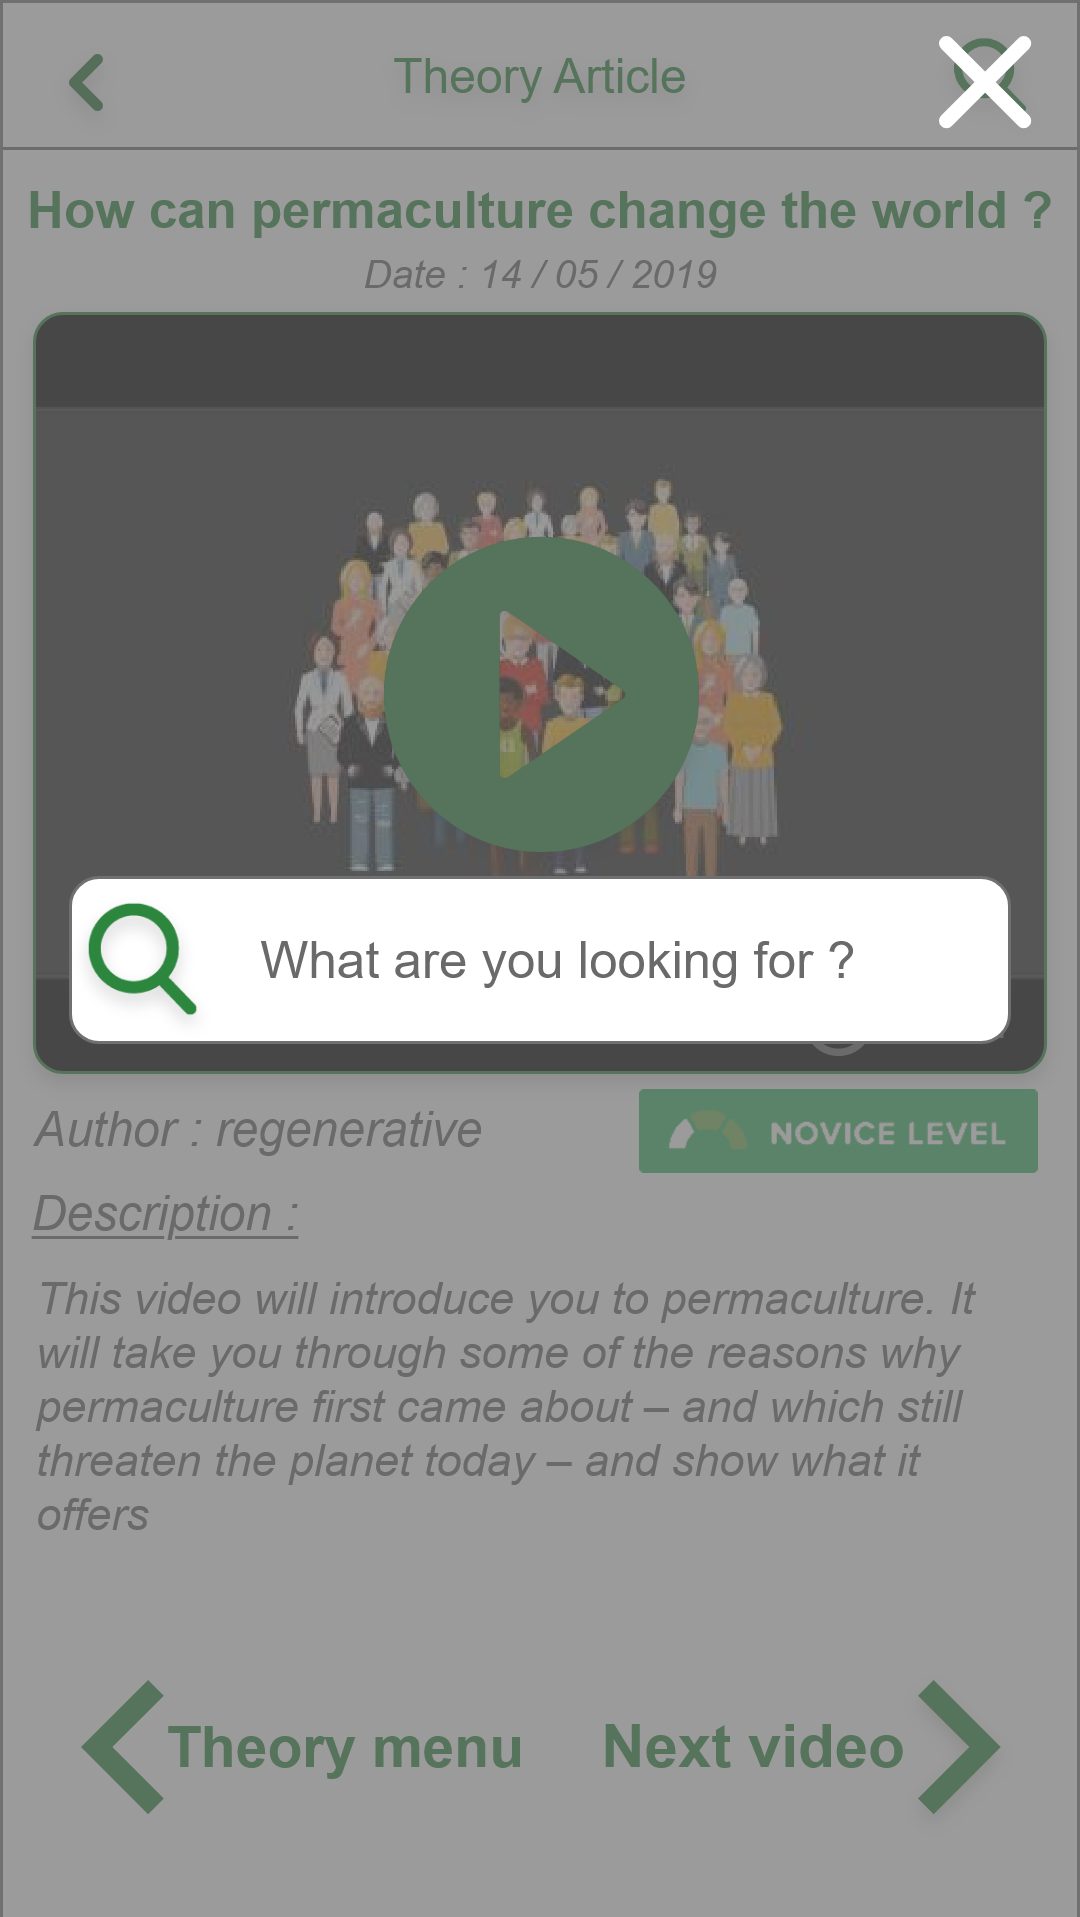 Theory Article
How can permaculture change the world ?
Date : 14 / 05 / 2019
What are you looking for ?
Author : regenerative
NOVICE LEVEL
Description :
This video will introduce you to permaculture. It
will take you through some of the reasons why
permaculture first came about – and which still
threaten the planet today – and show what it
offers
Theory menu
Next video